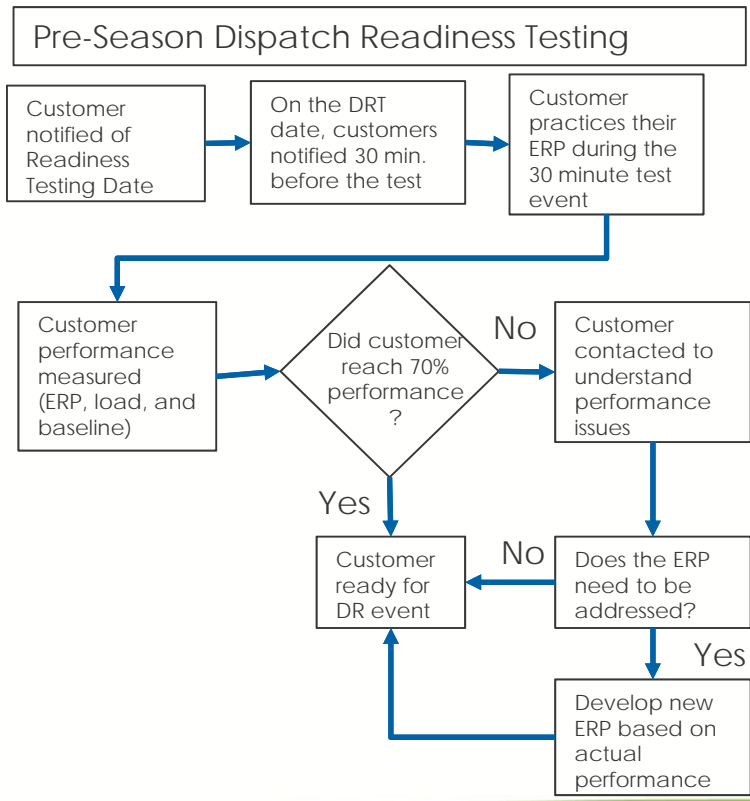 Pre-Season Dispatch Readiness Testing
Customer
notified of
Readiness
Testing Date
On the DRT
date, customers
notified 30 min.
before the test
Customer
practices their
ERP during the
30 minute test
event
Customer
performance
measured
(ERP, load, and
baseline)
Did customer
reach 70%
performance
?
No
Customer
contacted to
understand
performance
issues
Yes
Customer
ready for
DR event
No
Does the ERP
need to be
addressed?
Yes
Develop new
ERP based on
actual
performance